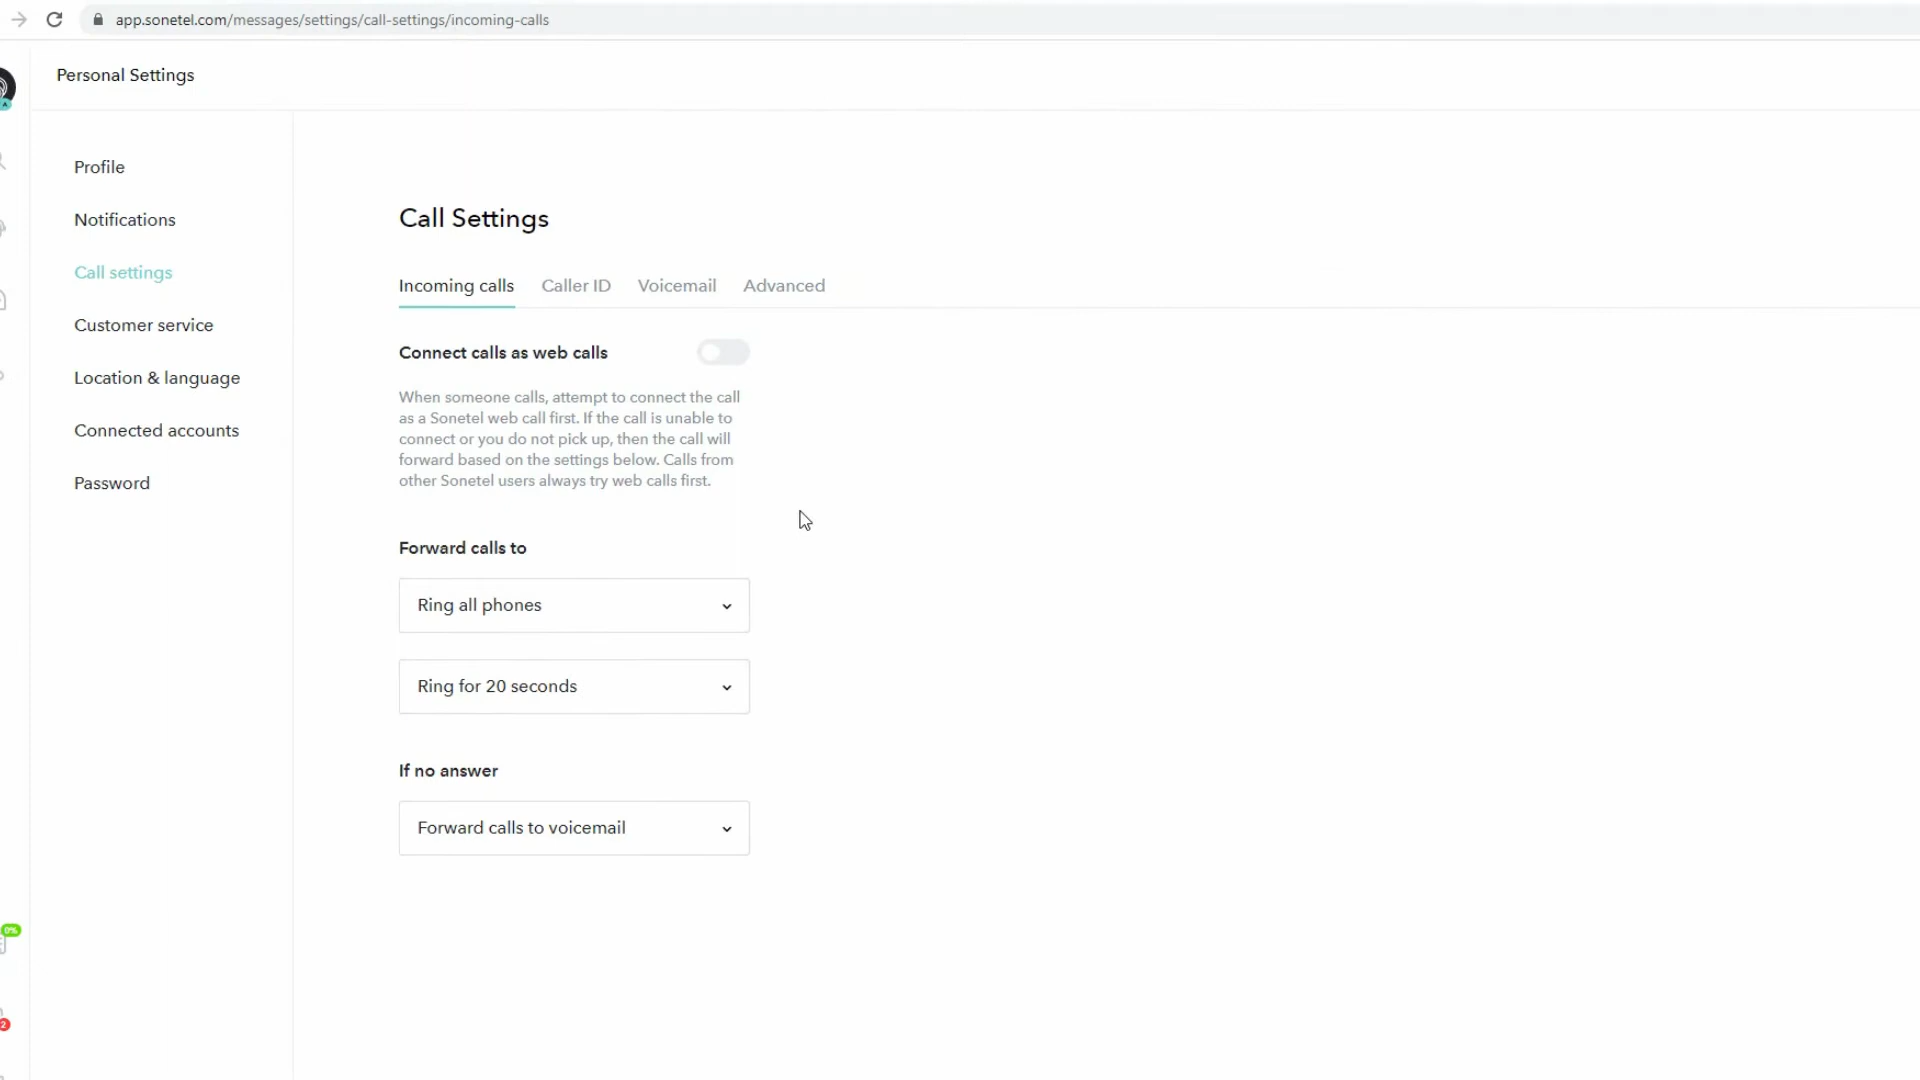 app.sonetel.com/messages/settings/call-settings/incoming-calls
Personal Settings
Profile
Notifications
Call settings
Customer service
Location & language
Connected accounts
Password
Call Settings
Incoming calls Caller ID Voicemail Advanced
Connect calls as web calls
When someone calls, attempt to connect the call
as a Sonetel web call first. If the call is unable to
connect or you do not pick up, then the call will
forward based on the settings below. Calls from
other Sonetel users always try web calls first.
Forward calls to
Ring all phones
Ring for 20 seconds
If no answer
Forward calls to voicemail
0%
2